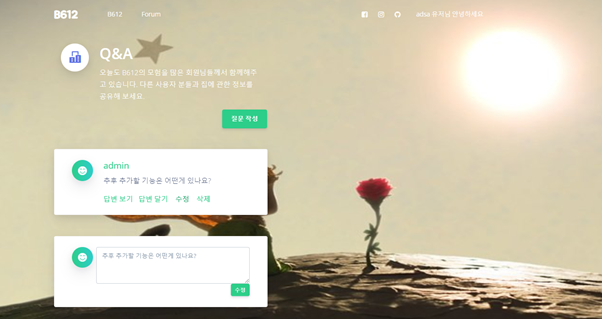 B612 B612 Forum adsa 유저님 안녕하세요
Q&A
오늘도 B612의 모험을 많은 회원님들께서 함께해주
고 있습니다. 다른 사용자 분들과 집에 관한 정보를
공유해 보세요.
질문 작성
admin
추후 추가할 기능은 어떤게 있나요?
답변 보기 답변 달기 수정 삭제
추후 추가할 기능은 어떤게 있나요?
수정